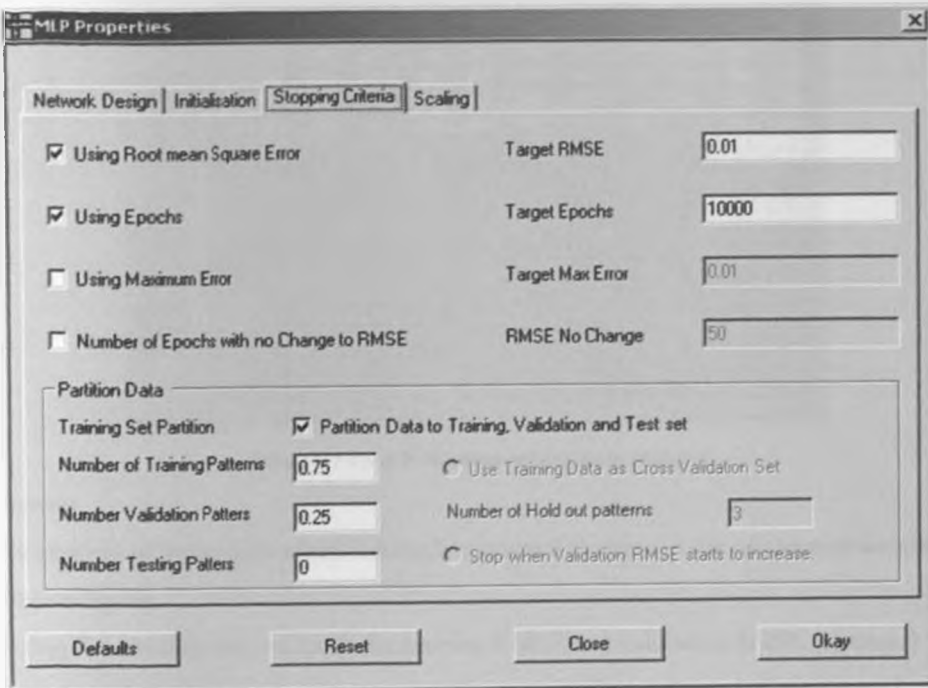 MLP Properties
Network Design Initialisation Stopping Criteria Scaling
Using Root mean Square Error Target RMSE 0.01
Using Epochs Target Epochs 10000
Using Maximum Error Target Max Error 0.01
Number of Epochs with no Change to RMSE RMSE No Change 50
Partition Data
Training Set Partition Partition Data to Training, Validation and Test set
Number of Training Patterns 0.75 Use Training Data as Cross Validation Set
Number Validation Patters 0.25 Number of Hold out patterns 3
Number Testing Patters 0 Stop when Validation RMSE starts to increase
Defaults Reset Close Okay